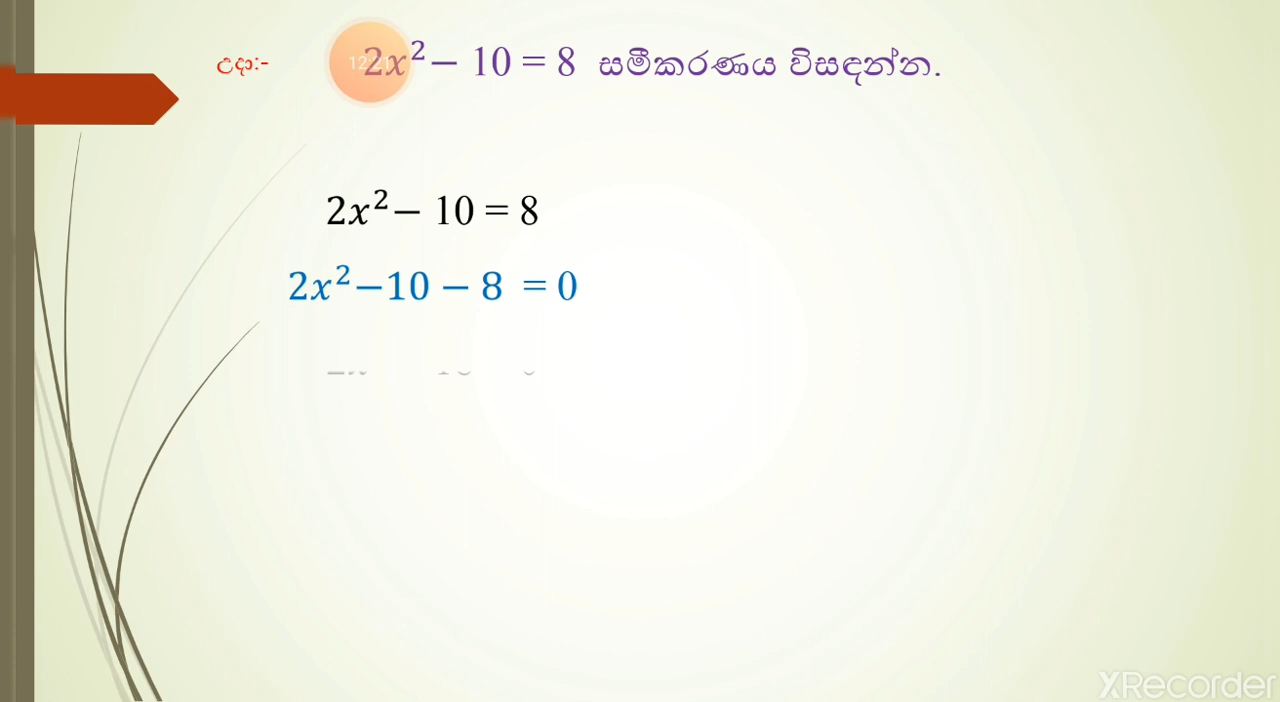 උදා:- 2x² − 10 = 8 සමීකරණය විසඳන්න.
2x² − 10 = 8
2x² −10 − 8 = 0
XRecorder